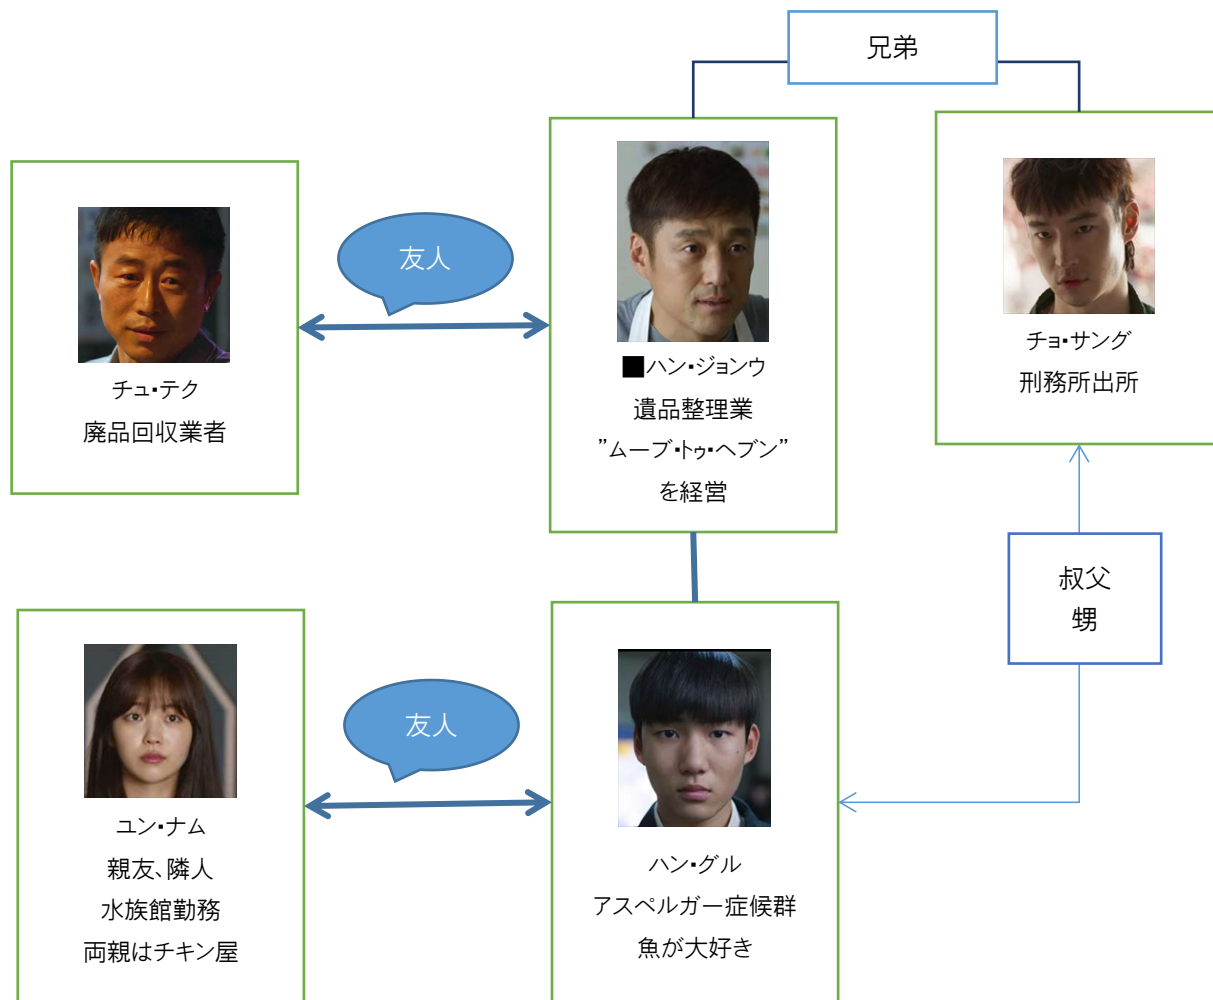 兄弟
友人
チュ・テク
廃品回収業者
■ハン・ジョンウ
遺品整理業
”ムーブ・トゥ・ヘブン”
を経営
チョ・サング
刑務所出所
叔父
甥
友人
ユン・ナム
親友、隣人
水族館勤務
両親はチキン屋
ハン・グル
アスペルガー症候群
魚が大好き